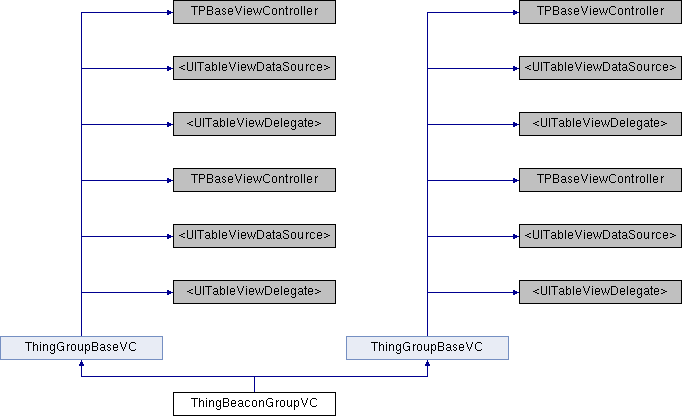 TPBaseViewController
TPBaseViewController
<UITableViewDataSource>
<UITableViewDataSource>
<UITableViewDelegate>
<UITableViewDelegate>
TPBaseViewController
TPBaseViewController
<UITableViewDataSource>
<UITableViewDataSource>
<UITableViewDelegate>
<UITableViewDelegate>
ThingGroupBaseVC
ThingGroupBaseVC
ThingBeaconGroupVC